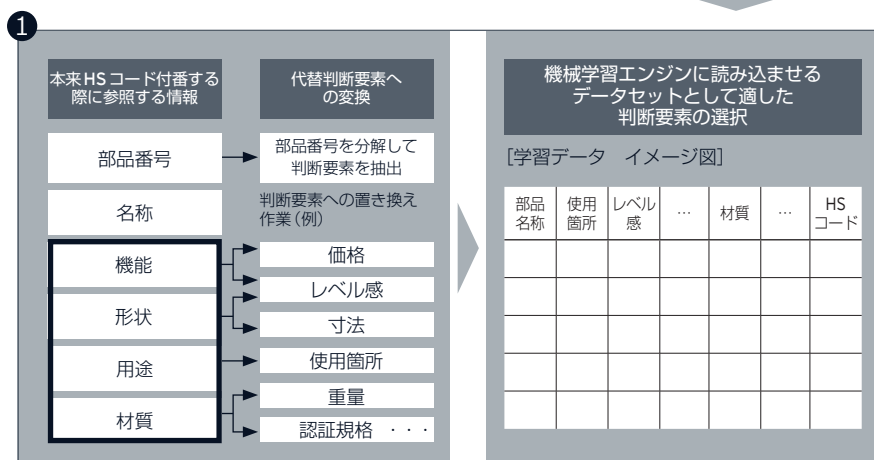 1
本来HSコード付番する
際に参照する情報
代替判断要素へ
の変換
部品番号
部品番号を分解して
判断要素を抽出
名称
判断要素への置き換え
作業(例)
機能
価格
レベル感
形状
寸法
用途
使用箇所
材質
重量
認証規格 ・・・
機械学習エンジンに読み込ませる
データセットとして適した
判断要素の選択
[学習データ イメージ図]
部品
名称
使用
箇所
レベル
感
…
材質
…
HS
コード